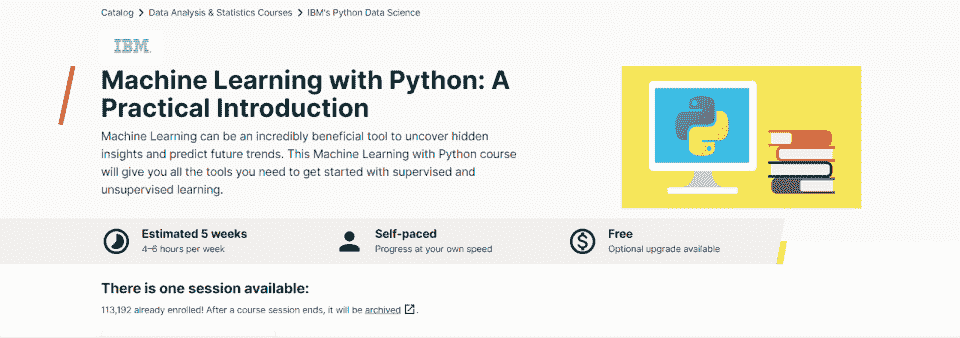 Catalog > Data Analysis & Statistics Courses > IBM's Python Data Science
IBM
Machine Learning with Python: A
Practical Introduction
Machine Learning can be an incredibly beneficial tool to uncover hidden
insights and predict future trends. This Machine Learning with Python course
will give you all the tools you need to get started with supervised and
unsupervised learning.
Estimated 5 weeks
4–6 hours per week
Self-paced
Progress at your own speed
Free
Optional upgrade available
There is one session available:
113,192 already enrolled! After a course session ends, it will be archived.